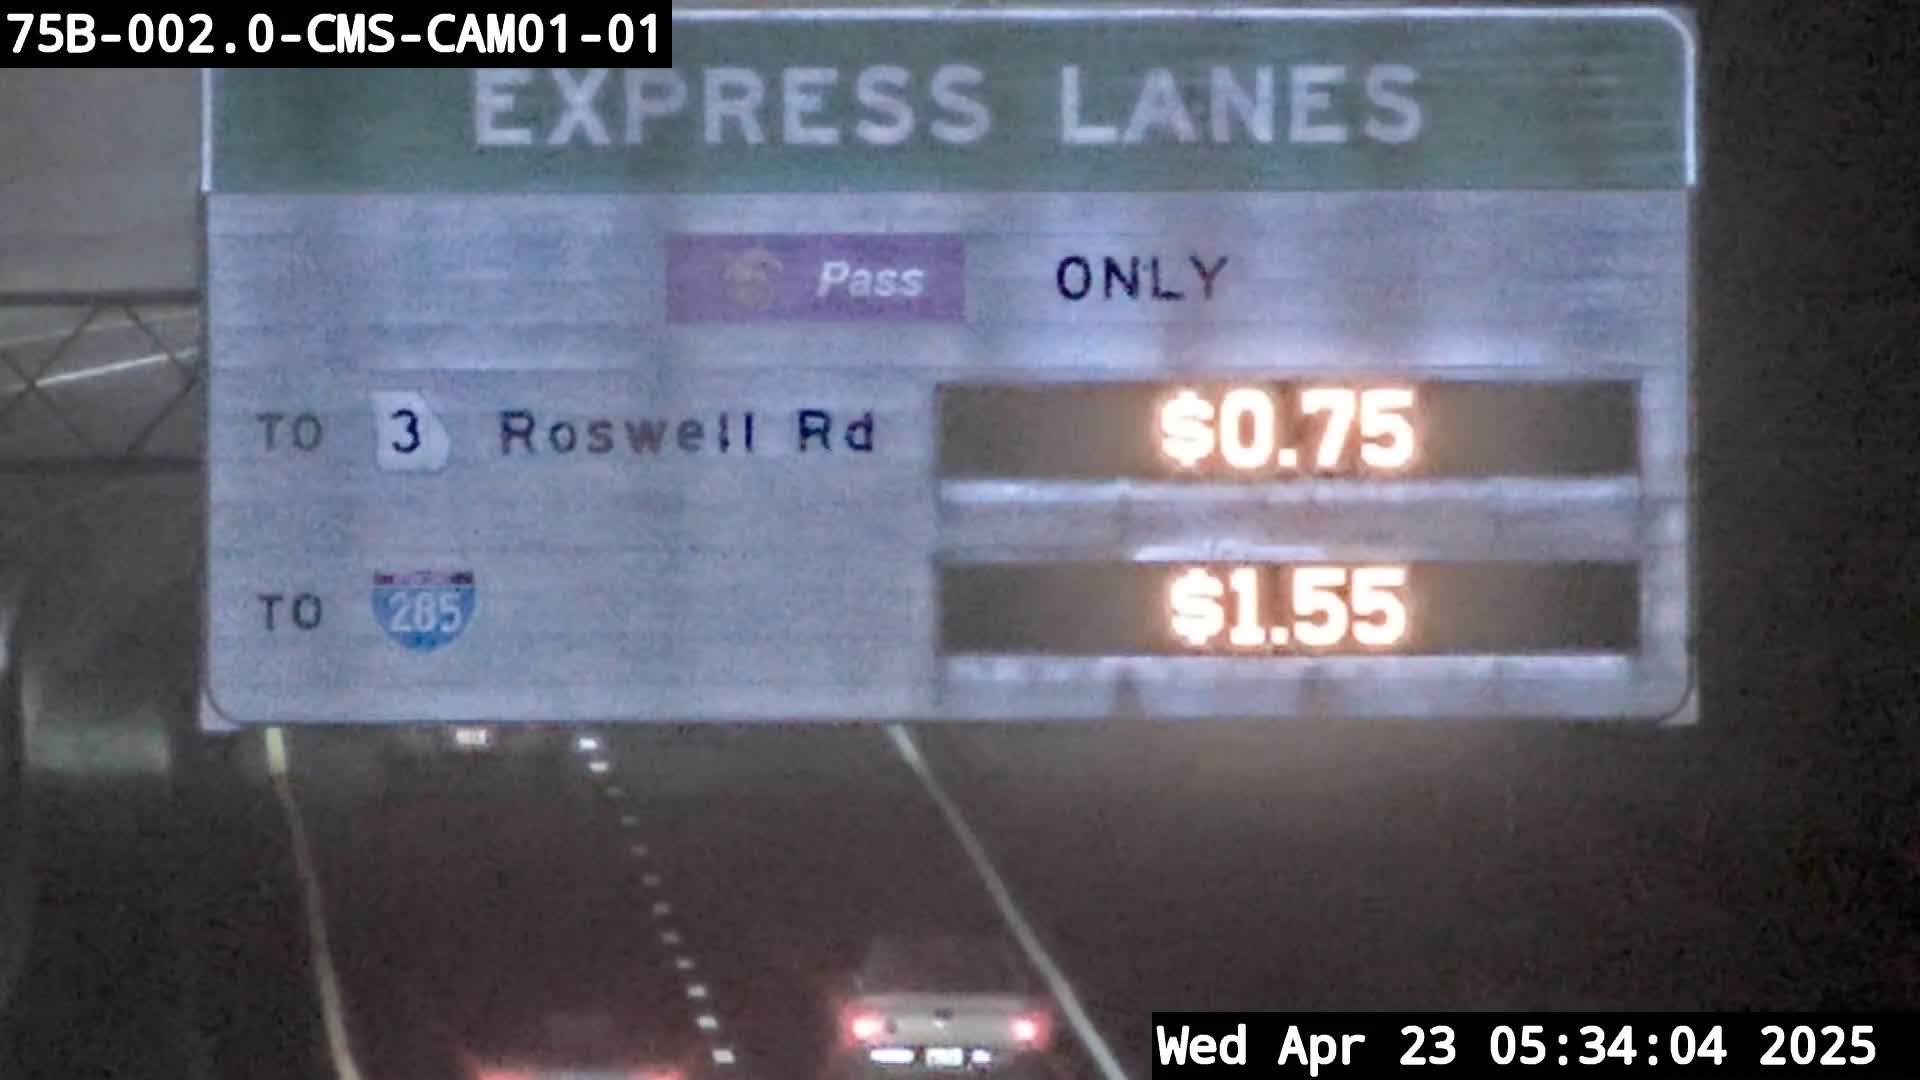 75B-002.0-CMS-CAM01-01
EXPRESS LANES
Pass ONLY
TO 3 Roswell Rd $0.75
TO 285 $1.55
Wed Apr 23 05:34:04 2025